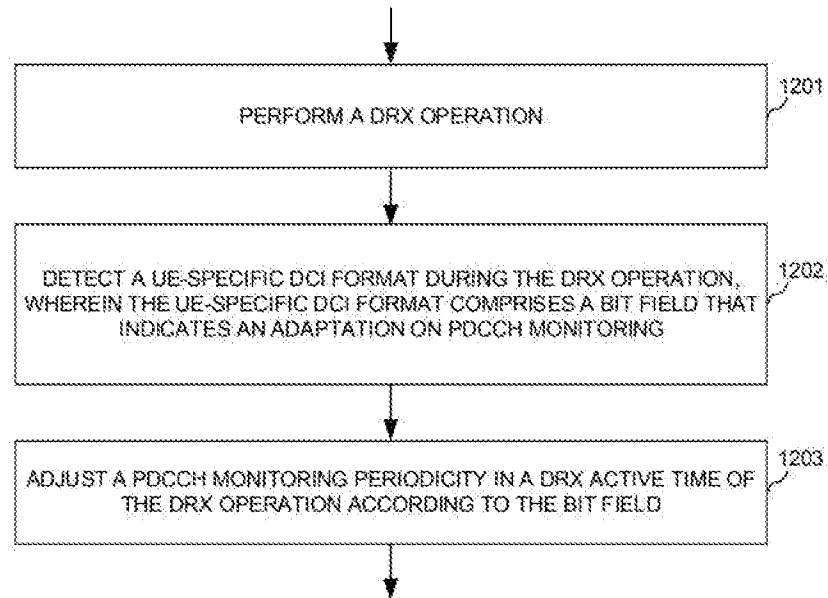 1201
PERFORM A DRX OPERATION
1202
DETECT A UE-SPECIFIC DCI FORMAT DURING THE DRX OPERATION,
WHEREIN THE UE-SPECIFIC DCI FORMAT COMPRISES A BIT FIELD THAT
INDICATES AN ADAPTATION ON PDCCH MONITORING
1203
ADJUST A PDCCH MONITORING PERIODICITY IN A DRX ACTIVE TIME OF
THE DRX OPERATION ACCORDING TO THE BIT FIELD